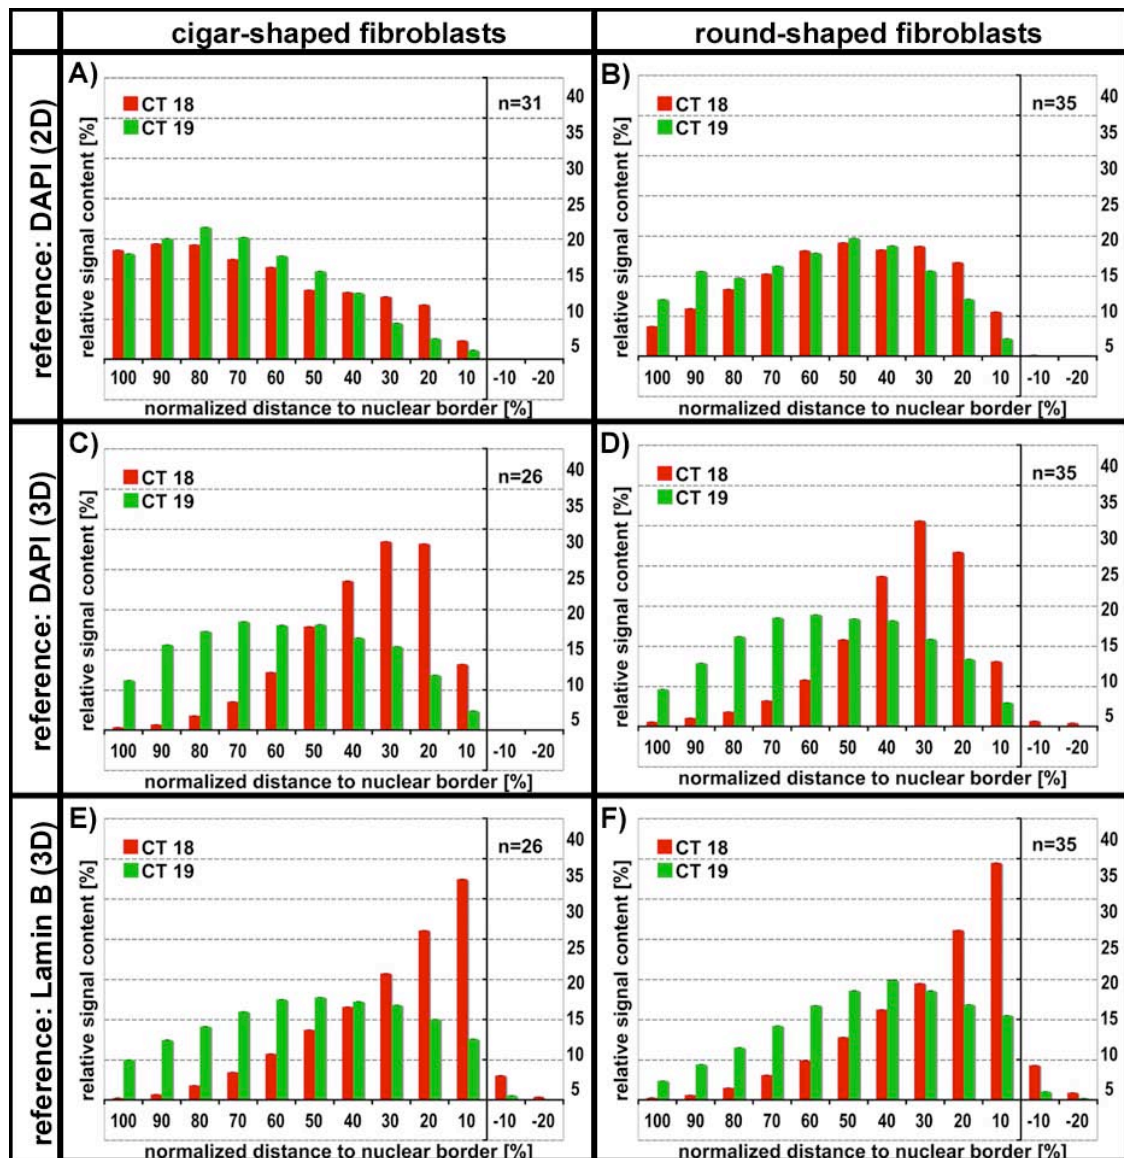 cigar-shaped fibroblasts
round-shaped fibroblasts
reference: DAPI (2D)
A)
CT 18
CT 19
n=31
relative signal content [%]
40
35
30
25
20
15
10
5
100 90 80 70 60 50 40 30 20 10 -10 -20
normalized distance to nuclear border [%]
B)
CT 18
CT 19
n=35
relative signal content [%]
40
35
30
25
20
15
10
5
100 90 80 70 60 50 40 30 20 10 -10 -20
normalized distance to nuclear border [%]
reference: DAPI (3D)
C)
CT 18
CT 19
n=26
relative signal content [%]
40
35
30
25
20
15
10
5
100 90 80 70 60 50 40 30 20 10 -10 -20
normalized distance to nuclear border [%]
D)
CT 18
CT 19
n=35
relative signal content [%]
40
35
30
25
20
15
10
5
100 90 80 70 60 50 40 30 20 10 -10 -20
normalized distance to nuclear border [%]
reference: Lamin B (3D)
E)
CT 18
CT 19
n=26
relative signal content [%]
40
35
30
25
20
15
10
5
100 90 80 70 60 50 40 30 20 10 -10 -20
normalized distance to nuclear border [%]
F)
CT 18
CT 19
n=35
relative signal content [%]
40
35
30
25
20
15
10
5
100 90 80 70 60 50 40 30 20 10 -10 -20
normalized distance to nuclear border [%]